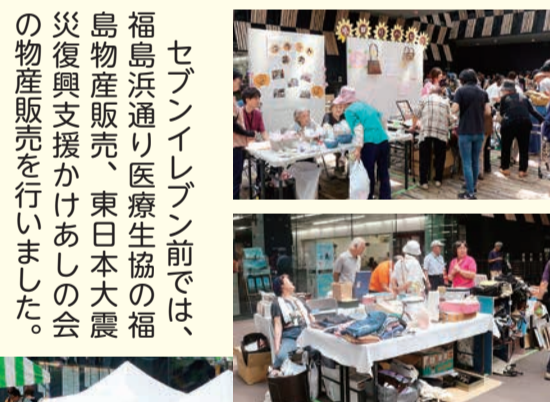 セブンイレブン前では、
福島浜通り医療生協の福
島物産販売、東日本大震
災復興支援かけあしの会
の物産販売を行いました。